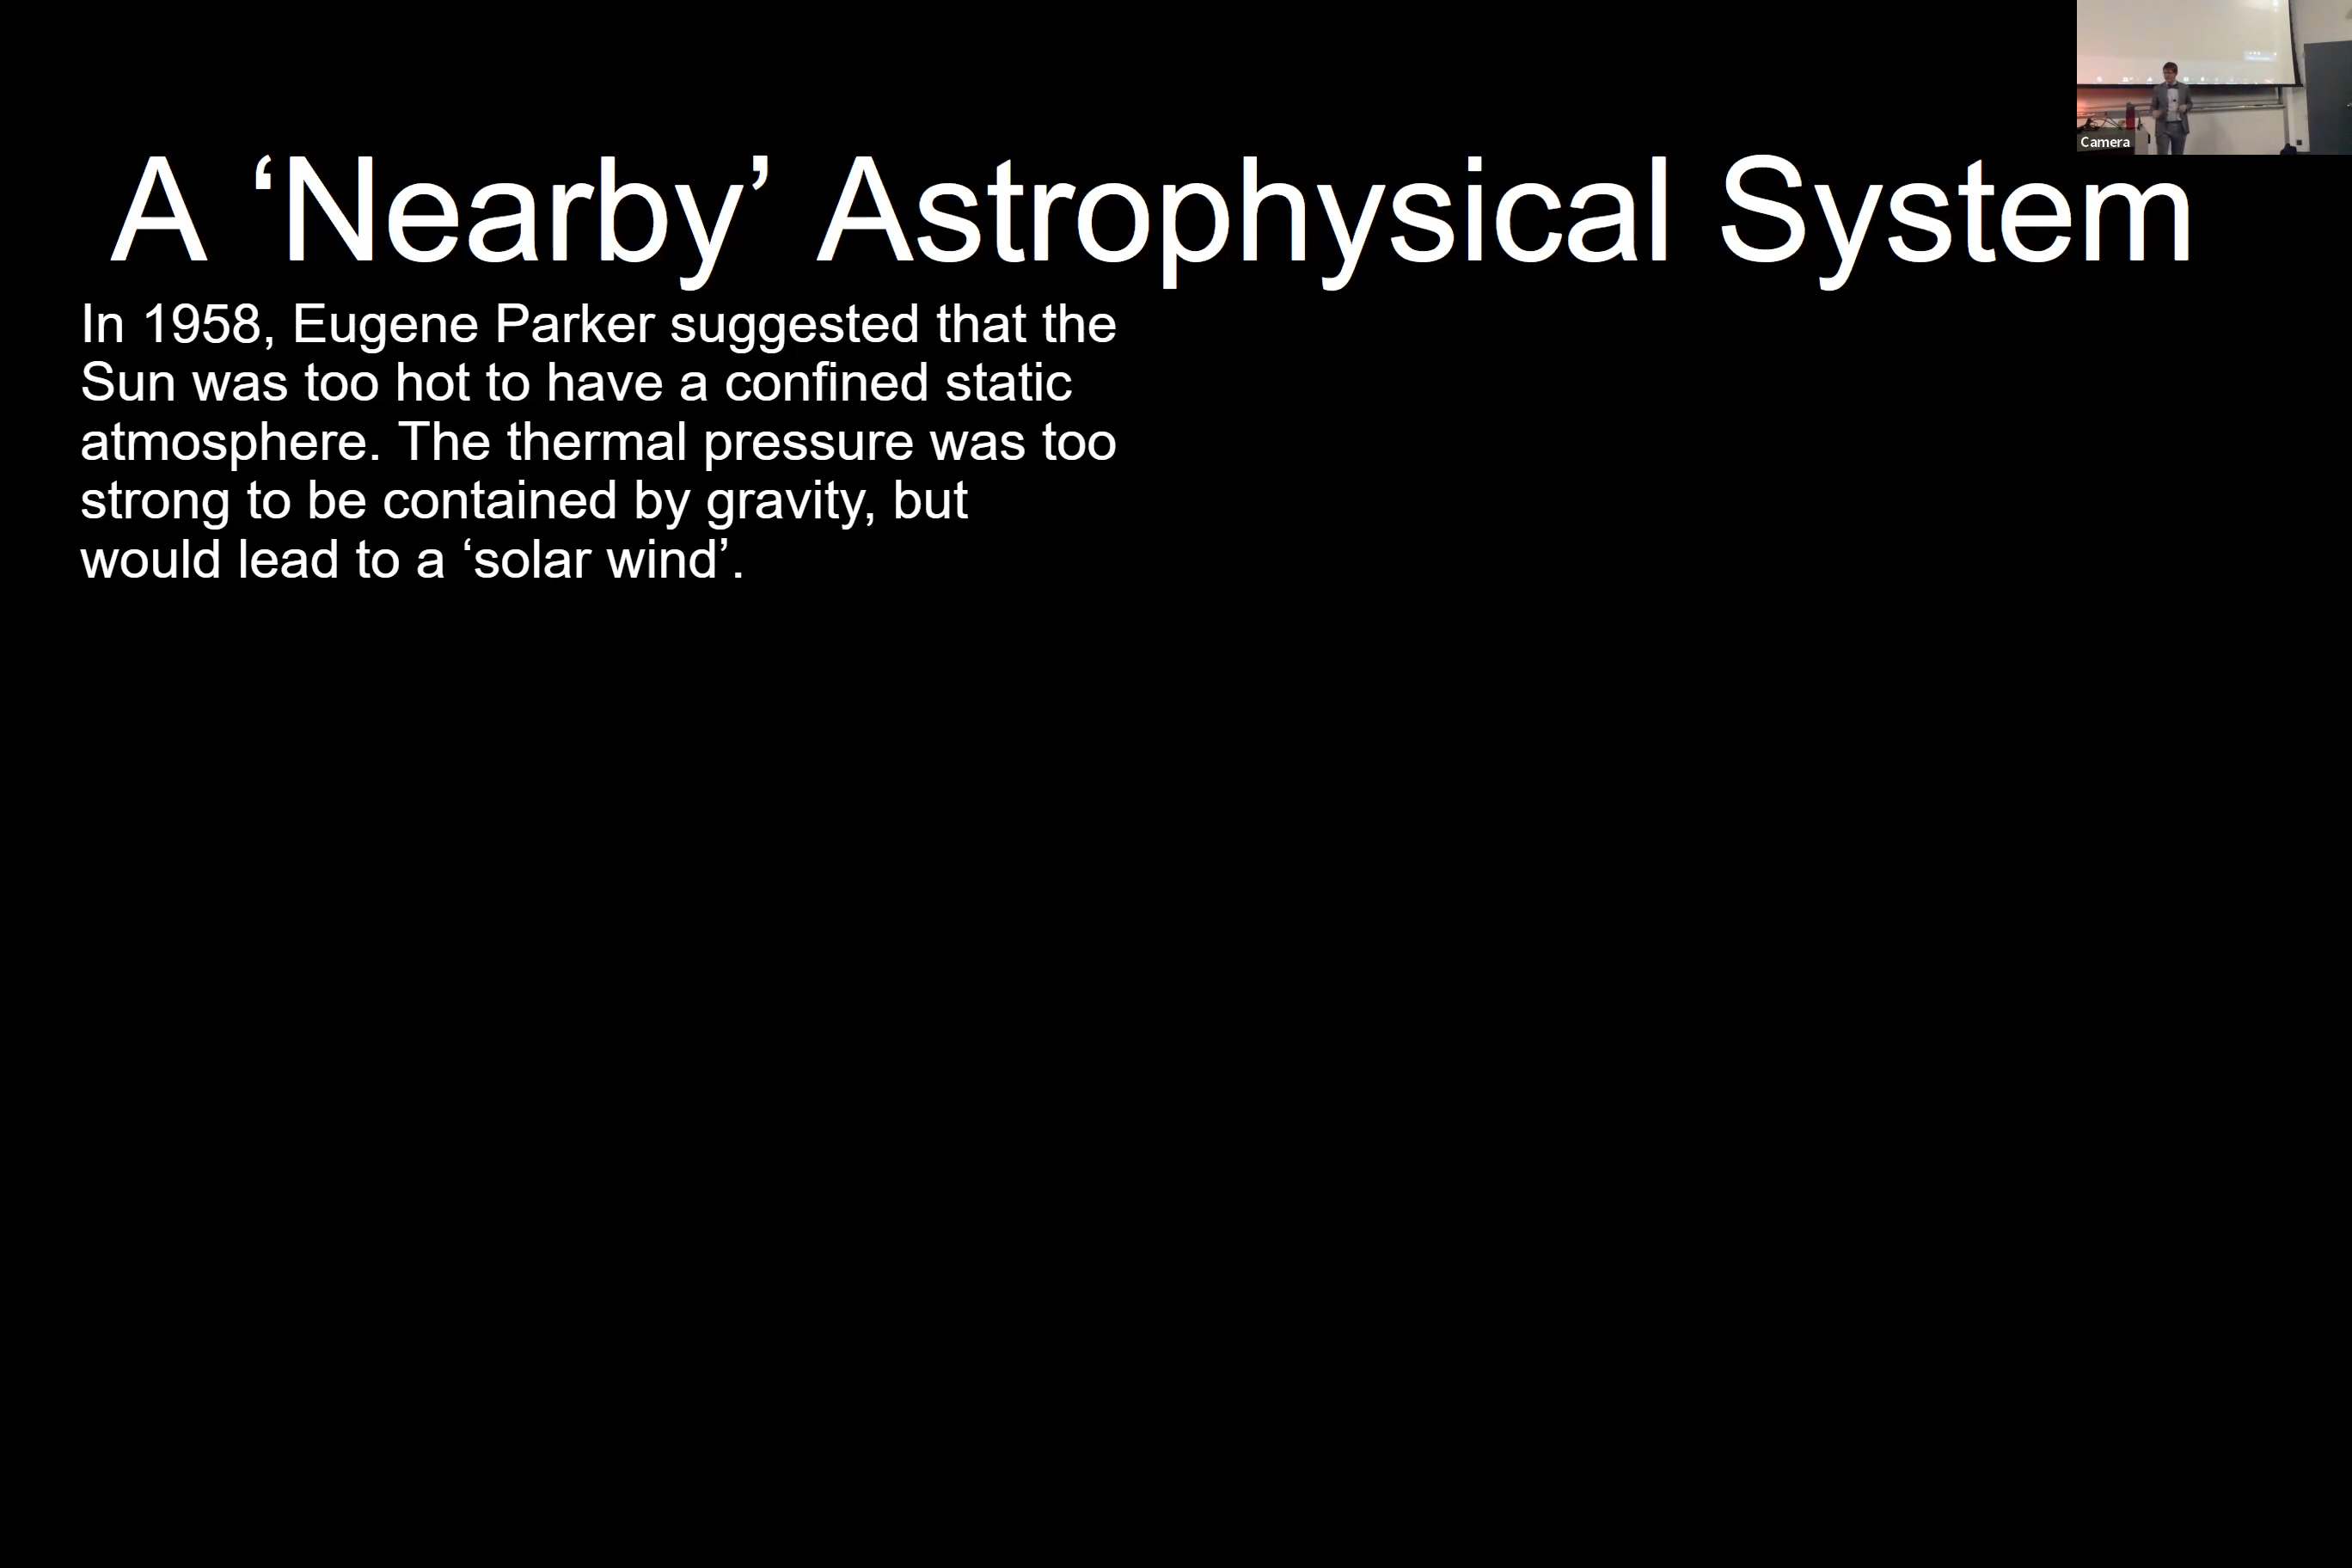 Camera
A ‘Nearby’ Astrophysical System
In 1958, Eugene Parker suggested that the
Sun was too hot to have a confined static
atmosphere. The thermal pressure was too
strong to be contained by gravity, but
would lead to a ‘solar wind’.